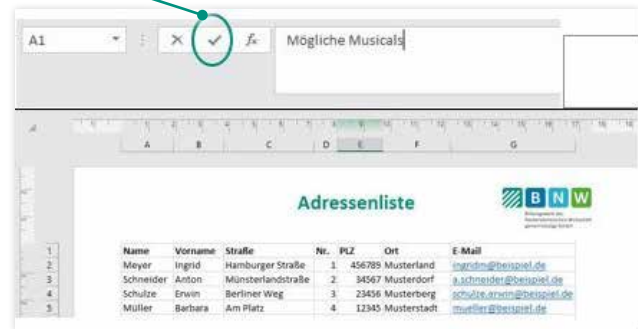 A1 × ✓ fx Mögliche Musicals
A B C D E F G
Adressenliste
B N W
1 Name Vorname Straße Nr. PLZ Ort E-Mail
2 Meyer Ingrid Hamburger Straße 1 456789 Musterland ingridm@beispiel.de
3 Schneider Anton Münsterlandstraße 2 34567 Musterdorf a.schneider@beispiel.de
4 Schulze Erwin Berliner Weg 3 23456 Musterberg schulze.erwin@beispiel.de
5 Müller Barbara Am Platz 4 12345 Musterstadt mueller@beispiel.de